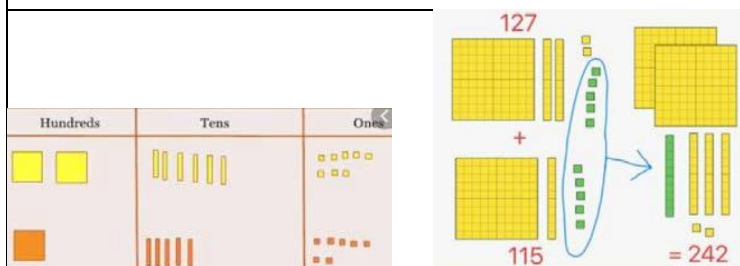 Hundreds Tens Ones
127
+
115
= 242